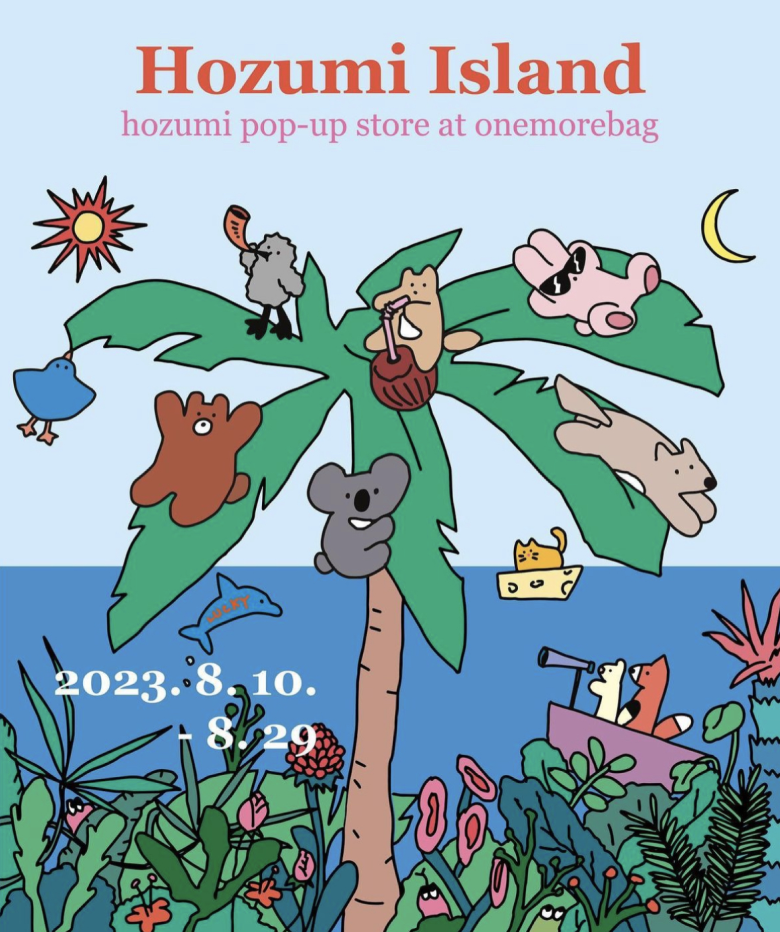 Hozumi Island
hozumi pop-up store at onemorebag
2023. 8. 10.
- 8. 29